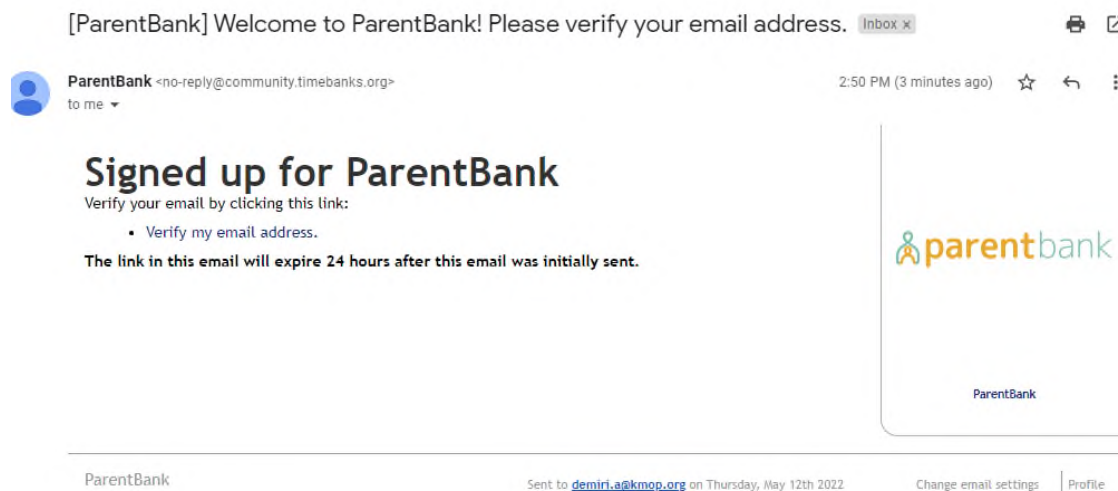 [ParentBank] Welcome to ParentBank! Please verify your email address. Inbox x
ParentBank <no-reply@community.timebanks.org> 2:50 PM (3 minutes ago)
to me
Signed up for ParentBank
Verify your email by clicking this link:
• Verify my email address.
The link in this email will expire 24 hours after this email was initially sent.
parentbank
ParentBank
ParentBank Sent to demiri.a@kmop.org on Thursday, May 12th 2022 Change email settings Profile